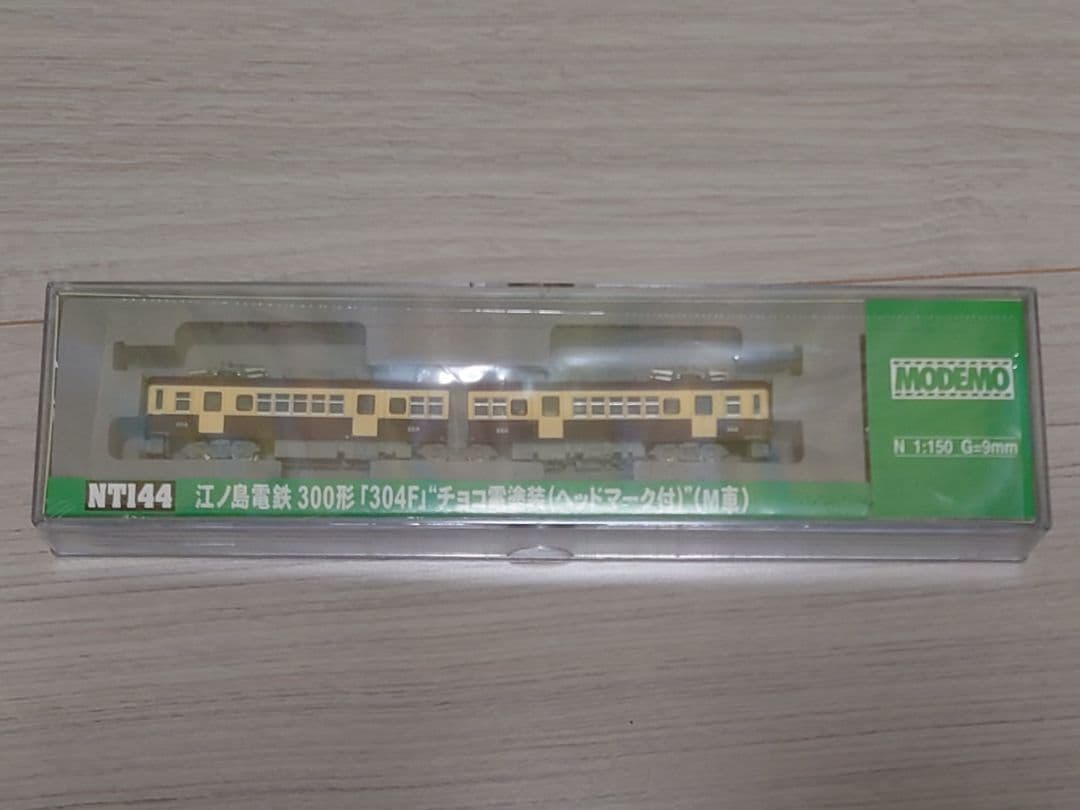 MODEMO
N 1:150 G=9mm
NT144 江ノ島電鉄 300形「304F」"チョコ電塗装(ヘッドマーク付)"(M車)